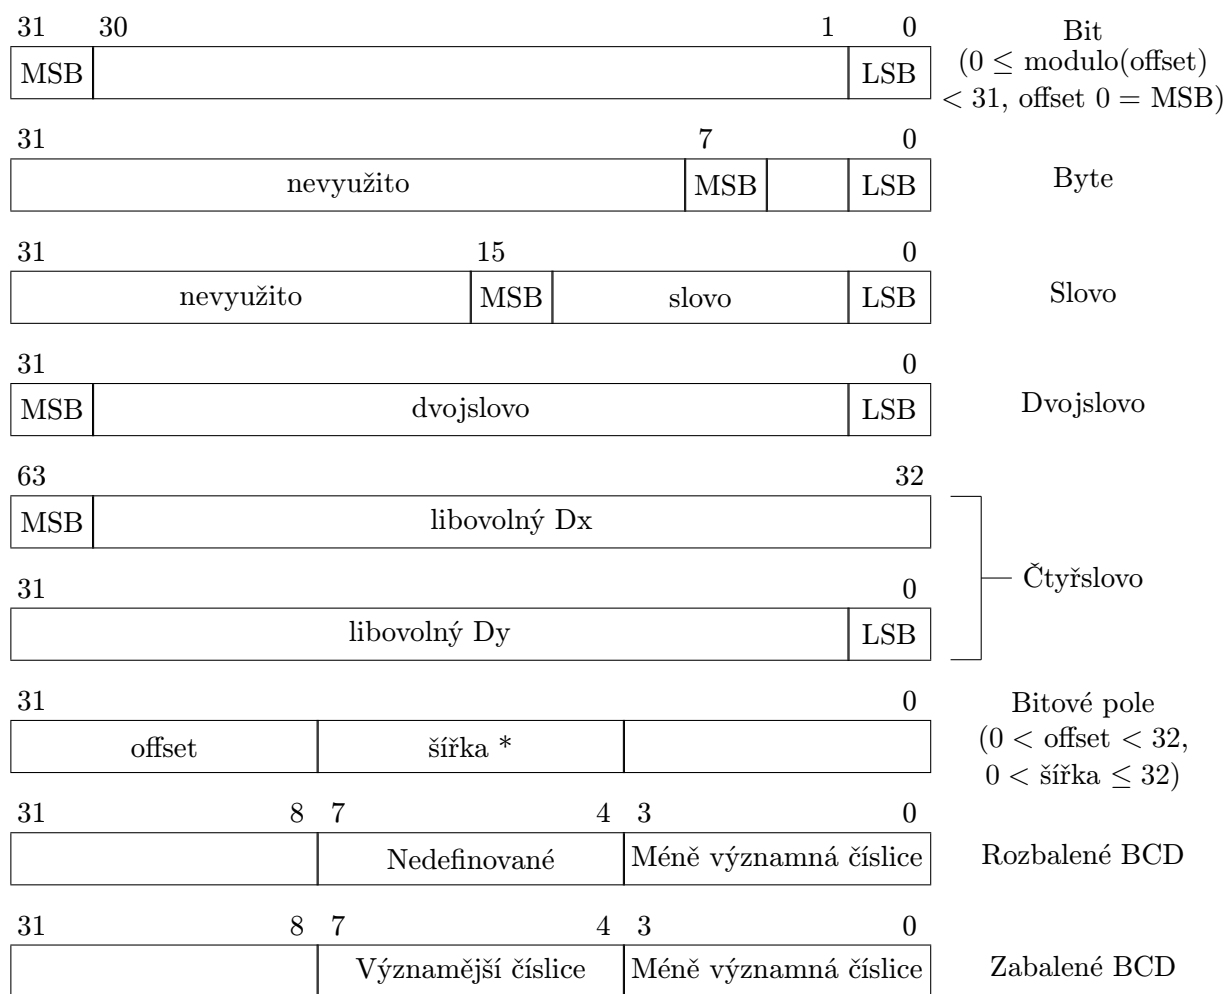 31 30 1 0
MSB LSB
Bit
(0 ≤ modulo(offset)
< 31, offset 0 = MSB)
31 7 0
nevyužito MSB LSB
Byte
31 15 0
nevyužito MSB slovo LSB
Slovo
31 0
MSB dvojslovo LSB
Dvojslovo
63 32
MSB libovolný Dx
31 0
libovolný Dy LSB
Čtyřslovo
31 0
offset šířka *
Bitové pole
(0 < offset < 32,
0 < šířka ≤ 32)
31 8 7 4 3 0
Nedefinované Méně významná číslice
Rozbalené BCD
31 8 7 4 3 0
Významější číslice Méně významná číslice
Zabalené BCD